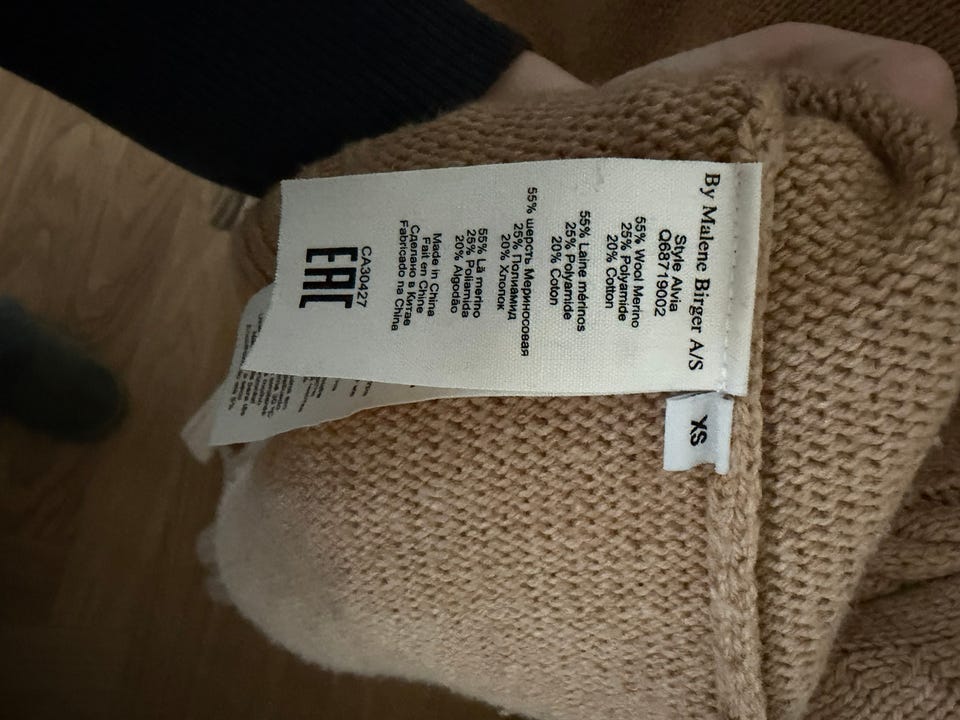 By Malene Birger A/S
Style Alvia
Q68719002
55% Wool Merino
25% Polyamide
20% Cotton
55% Laine mérinos
25% Polyamide
20% Coton
55% шерсть Мериносовая
25% Полиамид
20% Хлопок
55% Lã merino
25% Poliamida
20% Algodão
Made in China
Fait en Chine
Сделано в Китае
Fabricado na China
CA30427
EAC
XS